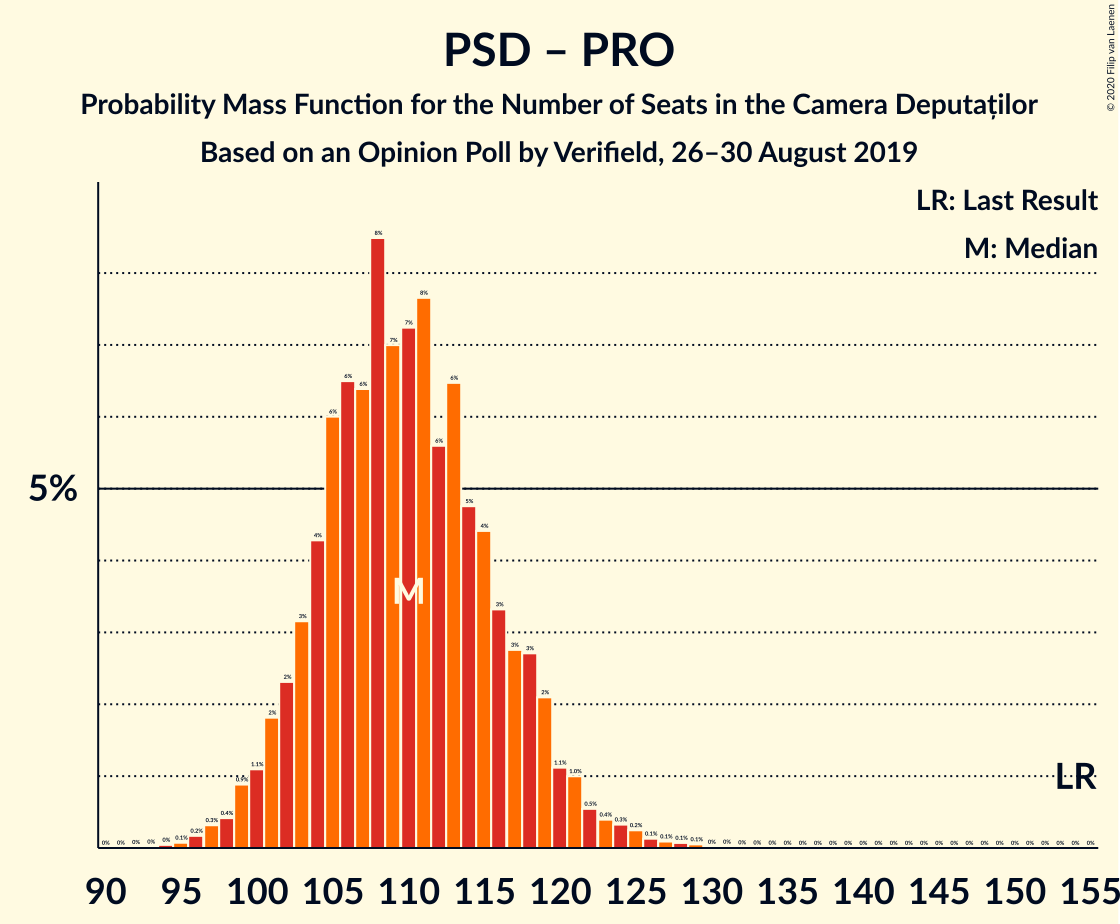 PSD – PRO
Probability Mass Function for the Number of Seats in the Camera Deputaților
Based on an Opinion Poll by Verifield, 26–30 August 2019
© 2020 Filip van Laenen
LR: Last Result
M: Median
5%
0% 0% 0% 0% 0% 0.1% 0.2% 0.3% 0.4% 0.9% 1.1% 2% 2% 3% 4% 6% 6% 6% 8% 7% 7% 8% 6% 6% 5% 4% 3% 3% 3% 2% 1.1% 1.0% 0.5% 0.4% 0.3% 0.2% 0.1% 0.1% 0.1% 0.1% 0% 0% 0% 0% 0% 0% 0% 0% 0% 0% 0% 0% 0% 0% 0% 0% 0% 0% 0% 0% 0% 0% 0% 0% 0% 0%
M
LR
90 95 100 105 110 115 120 125 130 135 140 145 150 155